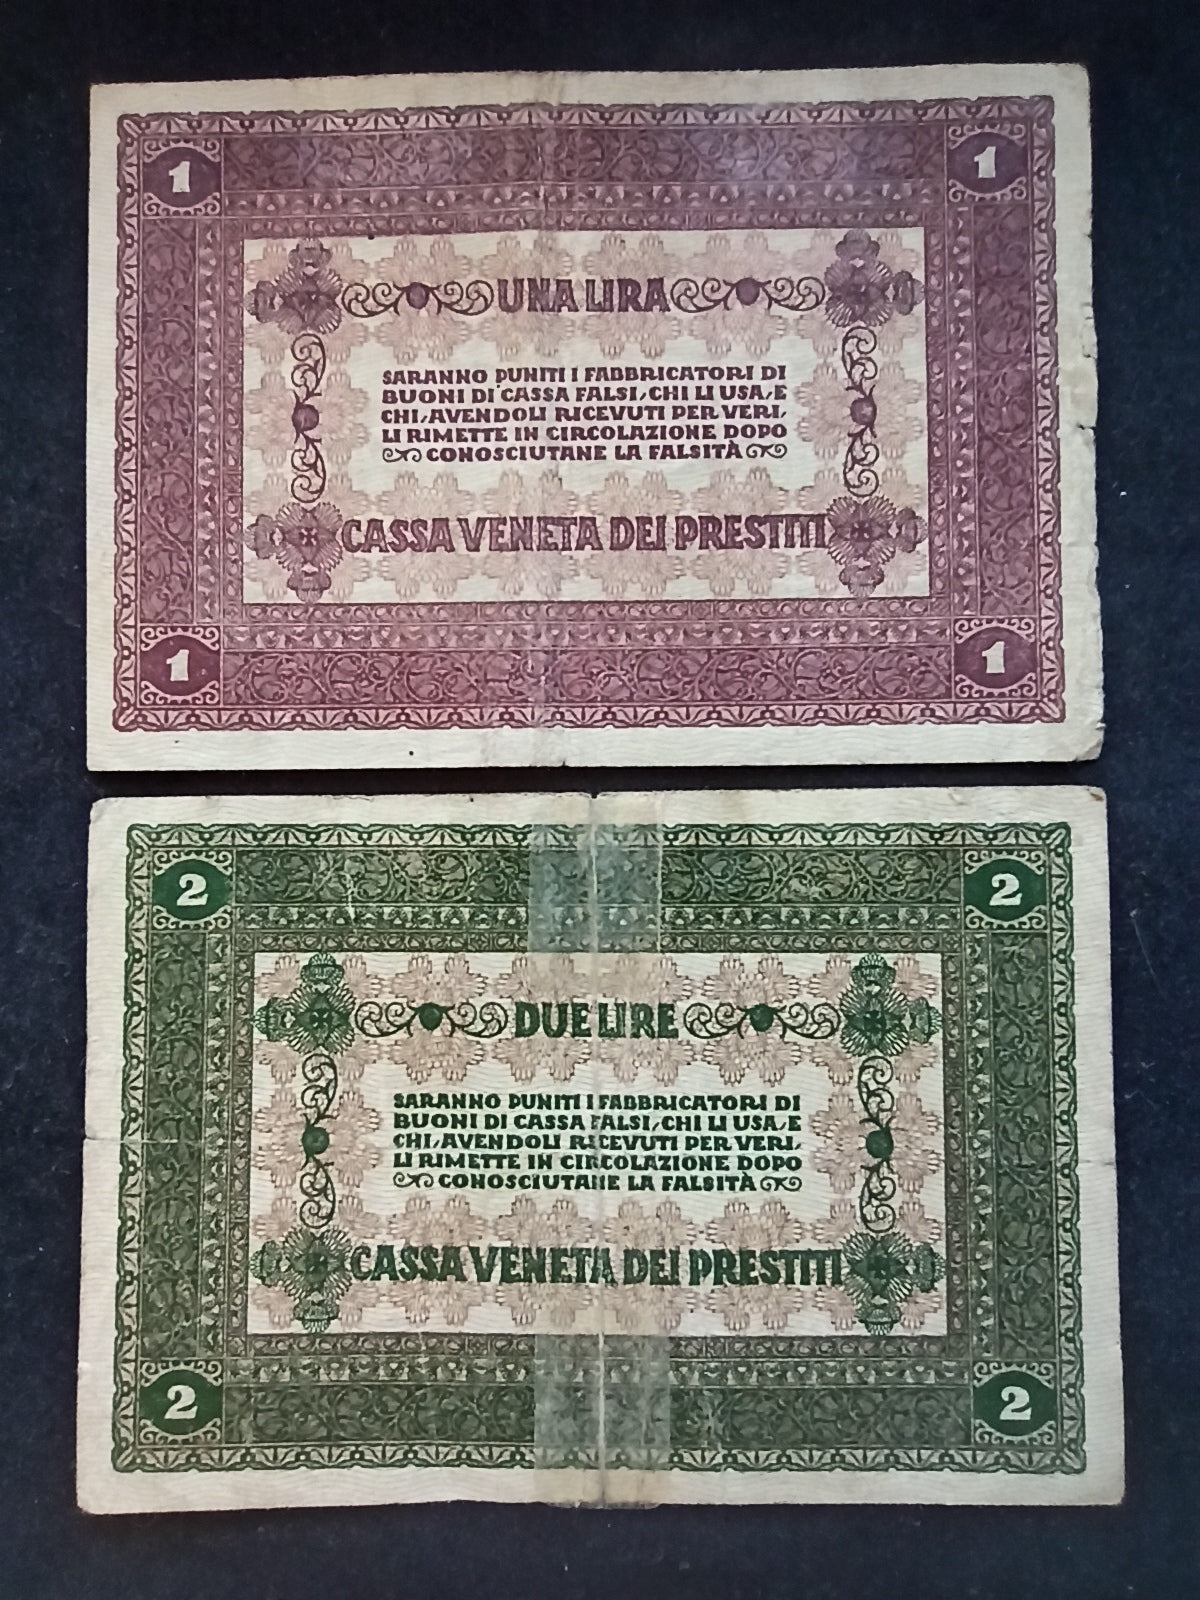 1 1
UNA LIRA
SARANNO PUNITI I FABBRICATORI DI
BUONI DI CASSA FALSI, CHI LI USA, E
CHI, AVENDOLI RICEVUTI PER VERI,
LI RIMETTE IN CIRCOLAZIONE DOPO
CONOSCIUTANE LA FALSITÀ
CASSA VENETA DEI PRESTITI
1 1
2 2
DUE LIRE
SARANNO PUNITI I FABBRICATORI DI
BUONI DI CASSA FALSI, CHI LI USA, E
CHI, AVENDOLI RICEVUTI PER VERI,
LI RIMETTE IN CIRCOLAZIONE DOPO
CONOSCIUTANE LA FALSITÀ
CASSA VENETA DEI PRESTITI
2 2